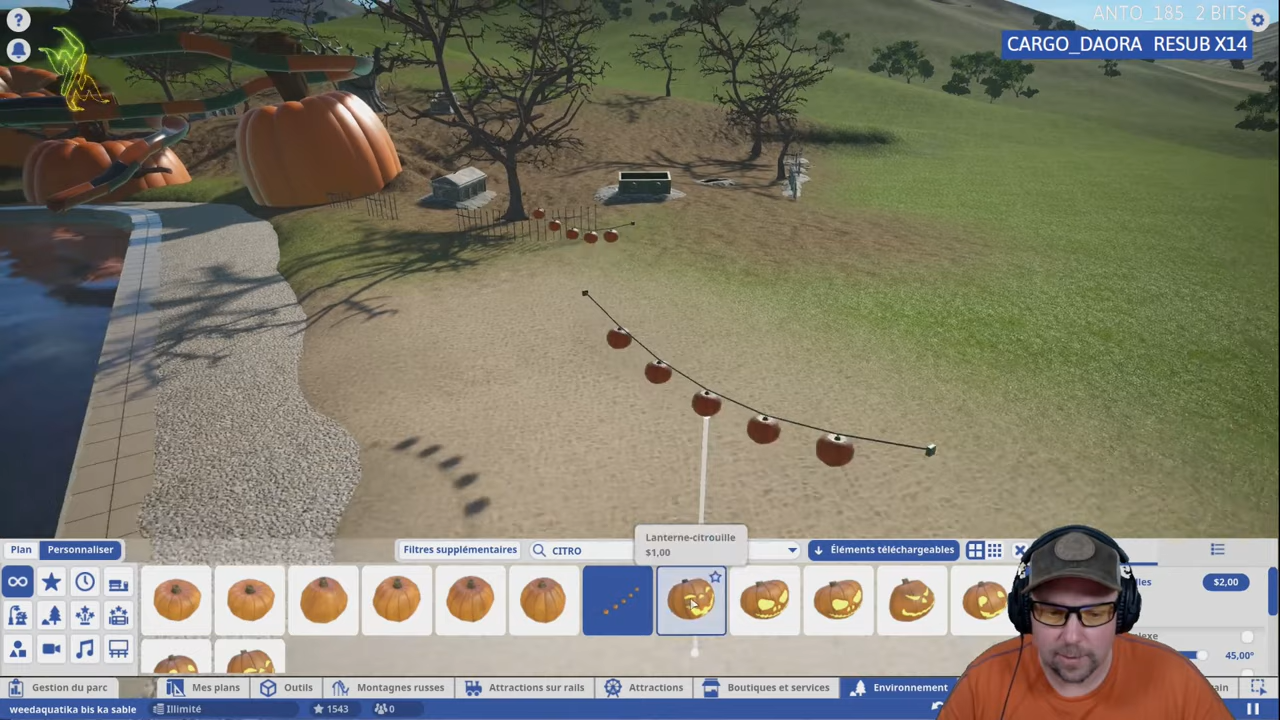 ANTO_185 2 BITS
CARGO_DAORA RESUB X14
?
Lanterne-citrouille
$1,00
Plan
Personnaliser
Filtres supplémentaires
CITRO
Éléments téléchargeables
$2,00
45,00°
Gestion du parc
Mes plans
Outils
Montagnes russes
Attractions sur rails
Attractions
Boutiques et services
Environnement
weedaquatika bis ka sable
Illimité
1543
0